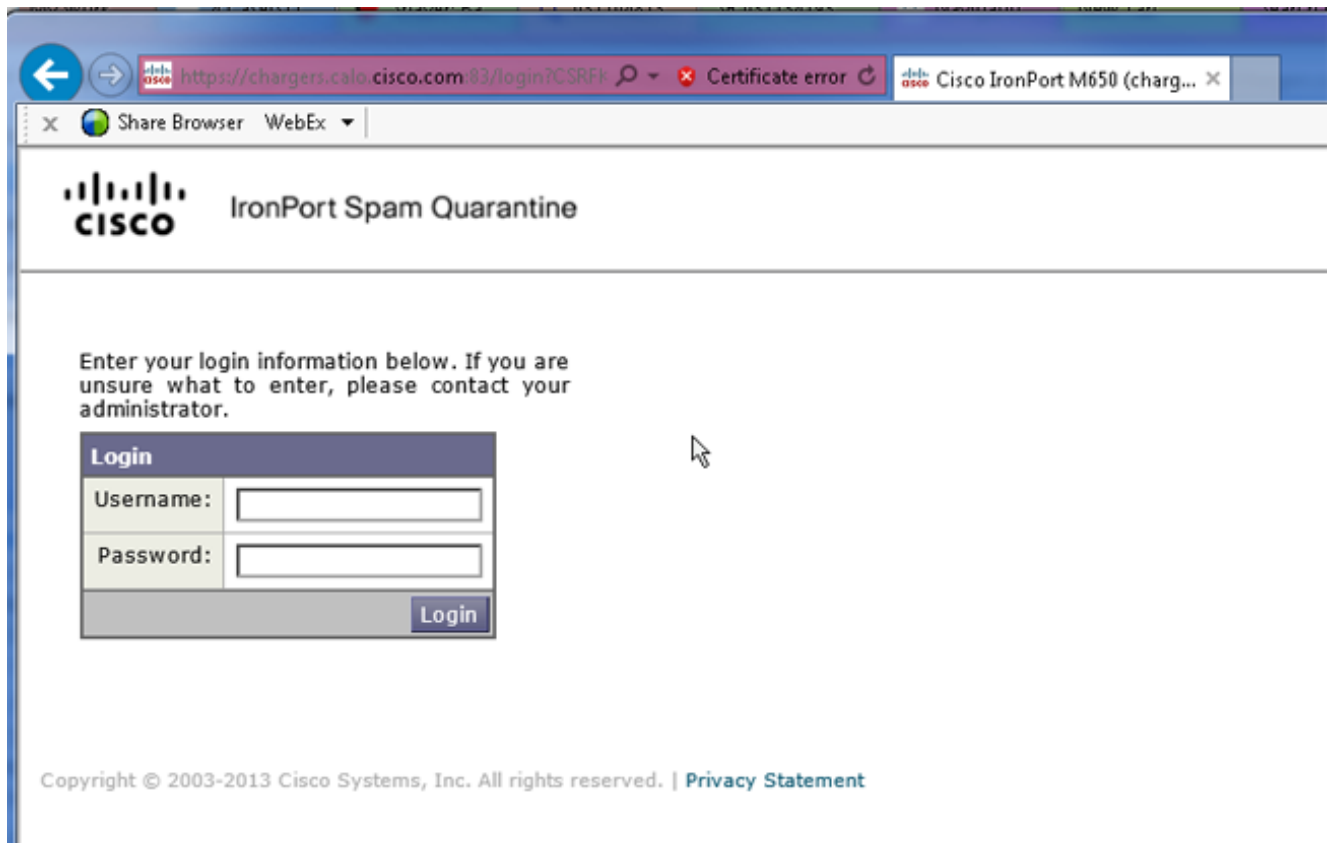 https://chargers.calo.cisco.com:83/login?CSRFk
Certificate error
Cisco IronPort M650 (charg...
Share Browser WebEx
CISCO
IronPort Spam Quarantine
Enter your login information below. If you are
unsure what to enter, please contact your
administrator.
Login
Username:
Password:
Login
Copyright © 2003-2013 Cisco Systems, Inc. All rights reserved. | Privacy Statement